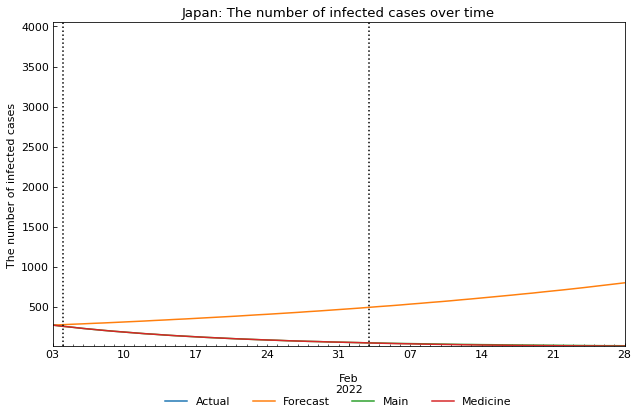 Japan: The number of infected cases over time
4000
3500
3000
2500
2000
1500
1000
500
The number of infected cases
03 10 17 24 31 07 14 21 28
Feb
2022
Actual Forecast Main Medicine